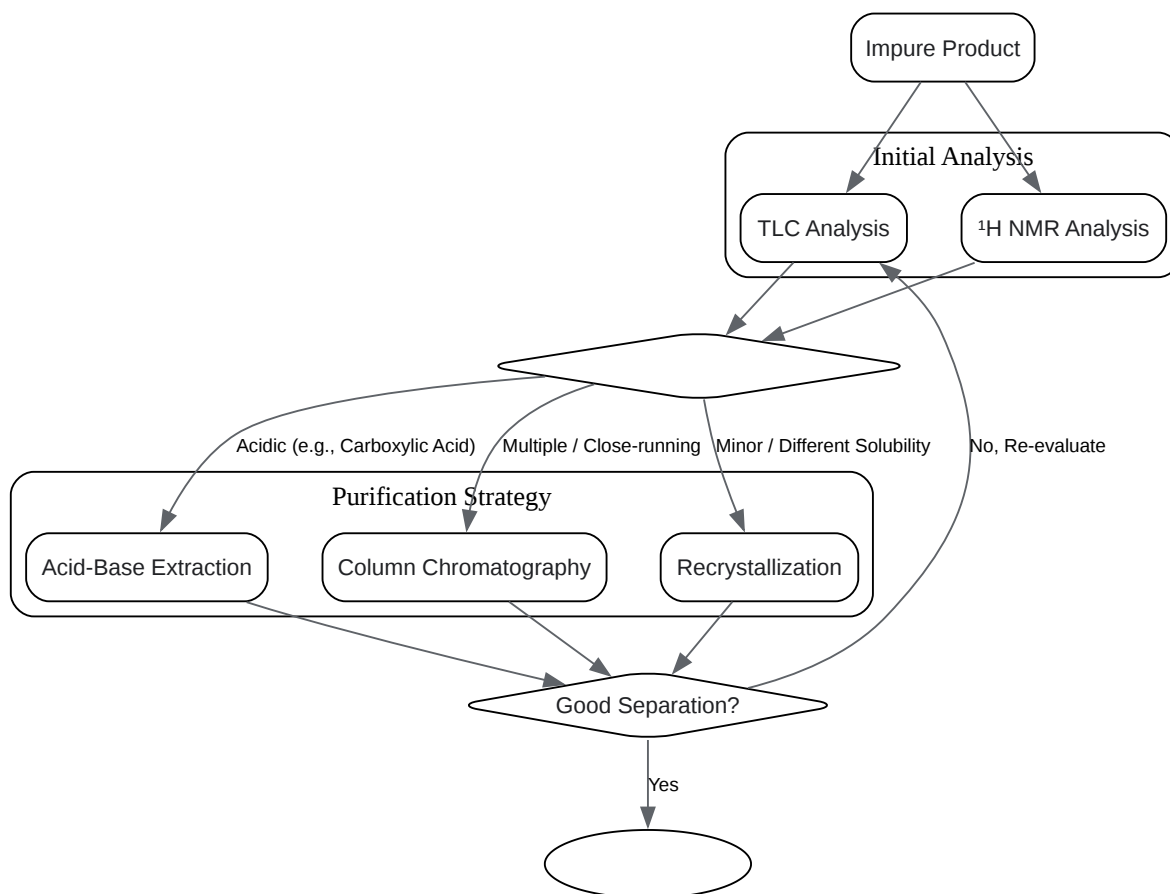 Impure Product
Initial Analysis
TLC Analysis
¹H NMR Analysis
Acidic (e.g., Carboxylic Acid)
Multiple / Close-running
Minor / Different Solubility
No, Re-evaluate
Purification Strategy
Acid-Base Extraction
Column Chromatography
Recrystallization
Good Separation?
Yes